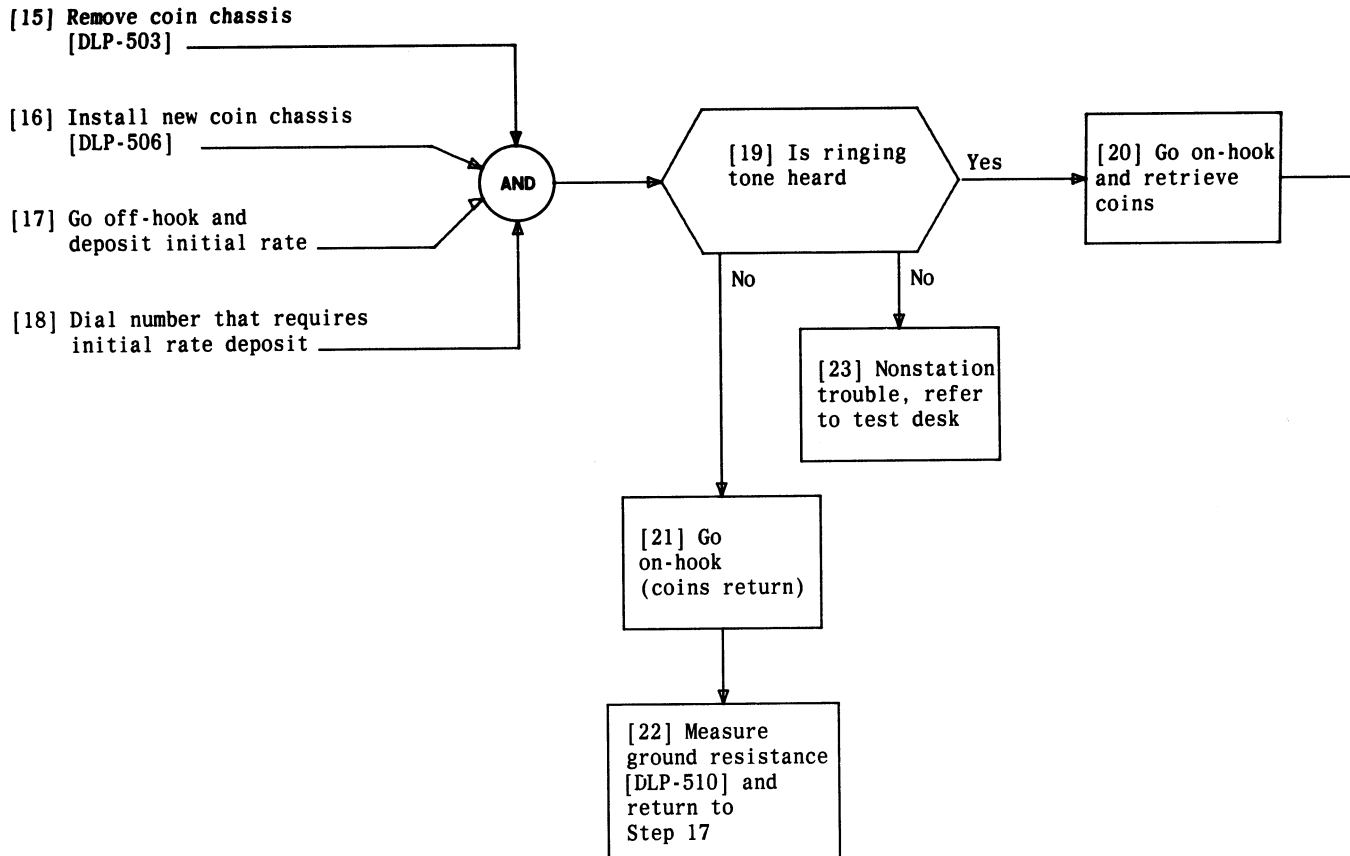 [15] Remove coin chassis
[DLP-503]
[16] Install new coin chassis
[DLP-506]
[17] Go off-hook and
deposit initial rate
[18] Dial number that requires
initial rate deposit
AND
[19] Is ringing
tone heard
Yes
[20] Go on-hook
and retrieve
coins
No
No
[23] Nonstation
trouble, refer
to test desk
[21] Go
on-hook
(coins return)
[22] Measure
ground resistance
[DLP-510] and
return to
Step 17